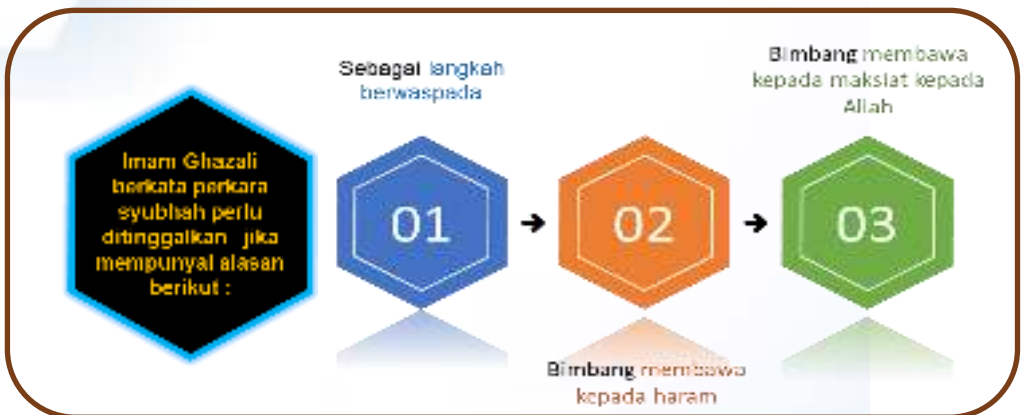 Imam Ghazali
berkata perkara
syubhah perlu
ditinggalkan jika
mempunyai alasan
berikut :
Sebagai langkah
berwaspada
01
02
Bimbang membawa
kepada haram
03
Bimbang membawa
kepada maksiat kepada
Allah